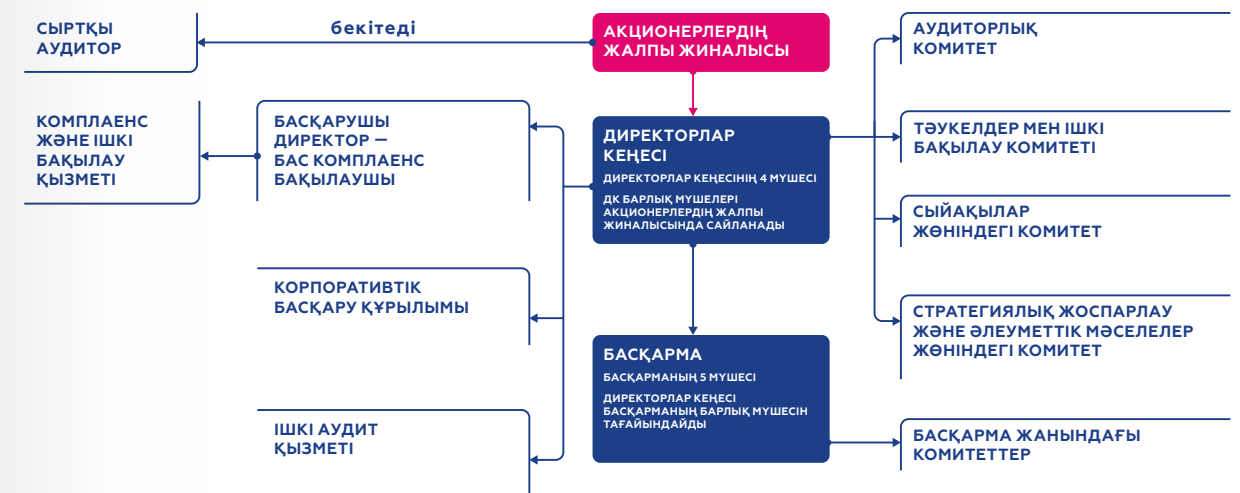 СЫРТҚЫ
АУДИТОР
бекітеді
АКЦИОНЕРЛЕРДІҢ
ЖАЛПЫ ЖИНАЛЫСЫ
АУДИТОРЛЫҚ
КОМИТЕТ
КОМПЛАЕНС
ЖӘНЕ ІШКІ
БАҚЫЛАУ
ҚЫЗМЕТІ
БАСҚАРУШЫ
ДИРЕКТОР —
БАС КОМПЛАЕНС
БАҚЫЛАУШЫ
ДИРЕКТОРЛАР
КЕҢЕСІ
ДИРЕКТОРЛАР КЕҢЕСІНІҢ 4 МҮШЕСІ
ДК БАРЛЫҚ МҮШЕЛЕРІ
АКЦИОНЕРЛЕРДІҢ ЖАЛПЫ
ЖИНАЛЫСЫНДА САЙЛАНАДЫ
ТӘУКЕЛДЕР МЕН ІШКІ
БАҚЫЛАУ КОМИТЕТІ
СЫЙАҚЫЛАР
ЖӨНІНДЕГІ КОМИТЕТ
КОРПОРАТИВТІК
БАСҚАРУ ҚҰРЫЛЫМЫ
СТРАТЕГИЯЛЫҚ ЖОСПАРЛАУ
ЖӘНЕ ӘЛЕУМЕТТІК МӘСЕЛЕЛЕР
ЖӨНІНДЕГІ КОМИТЕТ
БАСҚАРМА
БАСҚАРМАНЫҢ 5 МҮШЕСІ
ДИРЕКТОРЛАР КЕҢЕСІ
БАСҚАРМАНЫҢ БАРЛЫҚ МҮШЕСІН
ТАҒАЙЫНДАЙДЫ
ІШКІ АУДИТ
ҚЫЗМЕТІ
БАСҚАРМА ЖАНЫНДАҒЫ
КОМИТЕТТЕР